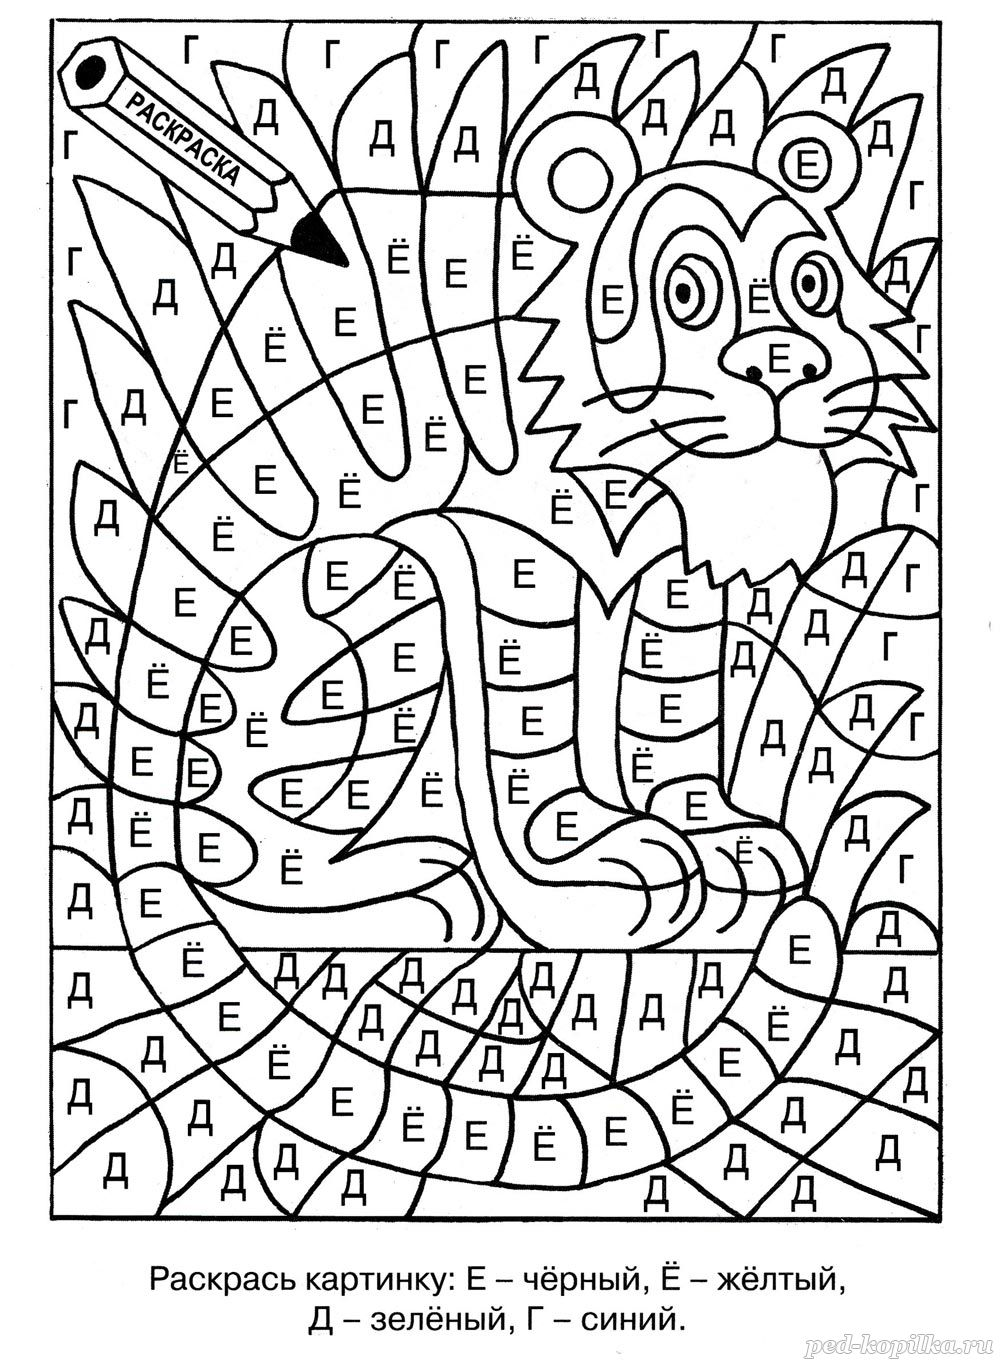 Г Г Г Г Г Г
РАСКРАСКА
Д Д Д Д Д Д Д Д
Г Е Г
Г Д Ё Е Ё Д
Д Е Ё Е Ё
Е Г
Ё Е
Е Д Е Е Г
Ё Ё
Е Ё Е Г
Д Ё Ё
Е Е Ё Е Д Г
Е Е Д
Д Е Ё Ё Д Д Г
Ё Е Е Е Д Г
Д Ё Ё Е Д
Е Е Ё Д
Е Е Ё Ё Е
Д Ё Е Е Ё Д
Д Е Ё Г
Е Д
Ё Д Д Д Д Д Д Е
Д Е Д Д Д Д Д Ё Д
Д Ё Д Д Д Е Д
Д Е Ё Д Д
Д Ё Е Ё Е Д Д
Д Д Д Д Д Д Д
Раскрась картинку: Е – чёрный, Ё – жёлтый,
Д – зелёный, Г – синий.
ped-kopilka.ru